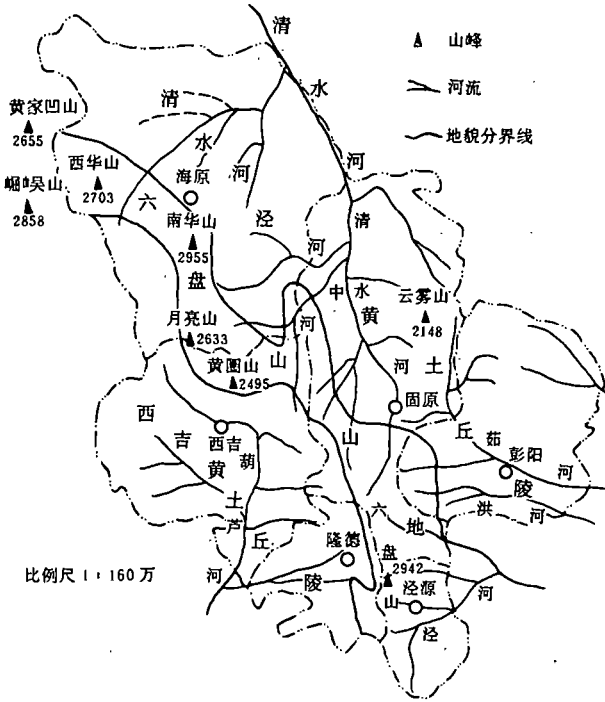 清
水
河
山峰
河流
地貌分界线
黄家凹山
2655
西华山
2703
崛吴山
2858
清
水
河
海原
南华山
2955
六
盘
山
泾
河
清
水
河
中
河
云雾山
2148
黄
土
丘
陵
地
月亮山
2633
黄圈山
2495
山
固原
西
吉
黄
土
丘
陵
西吉
葫
芦
河
茹
河
彭阳
洪
河
六
盘
山
2942
隆德
泾源
泾
河
比例尺1：160万